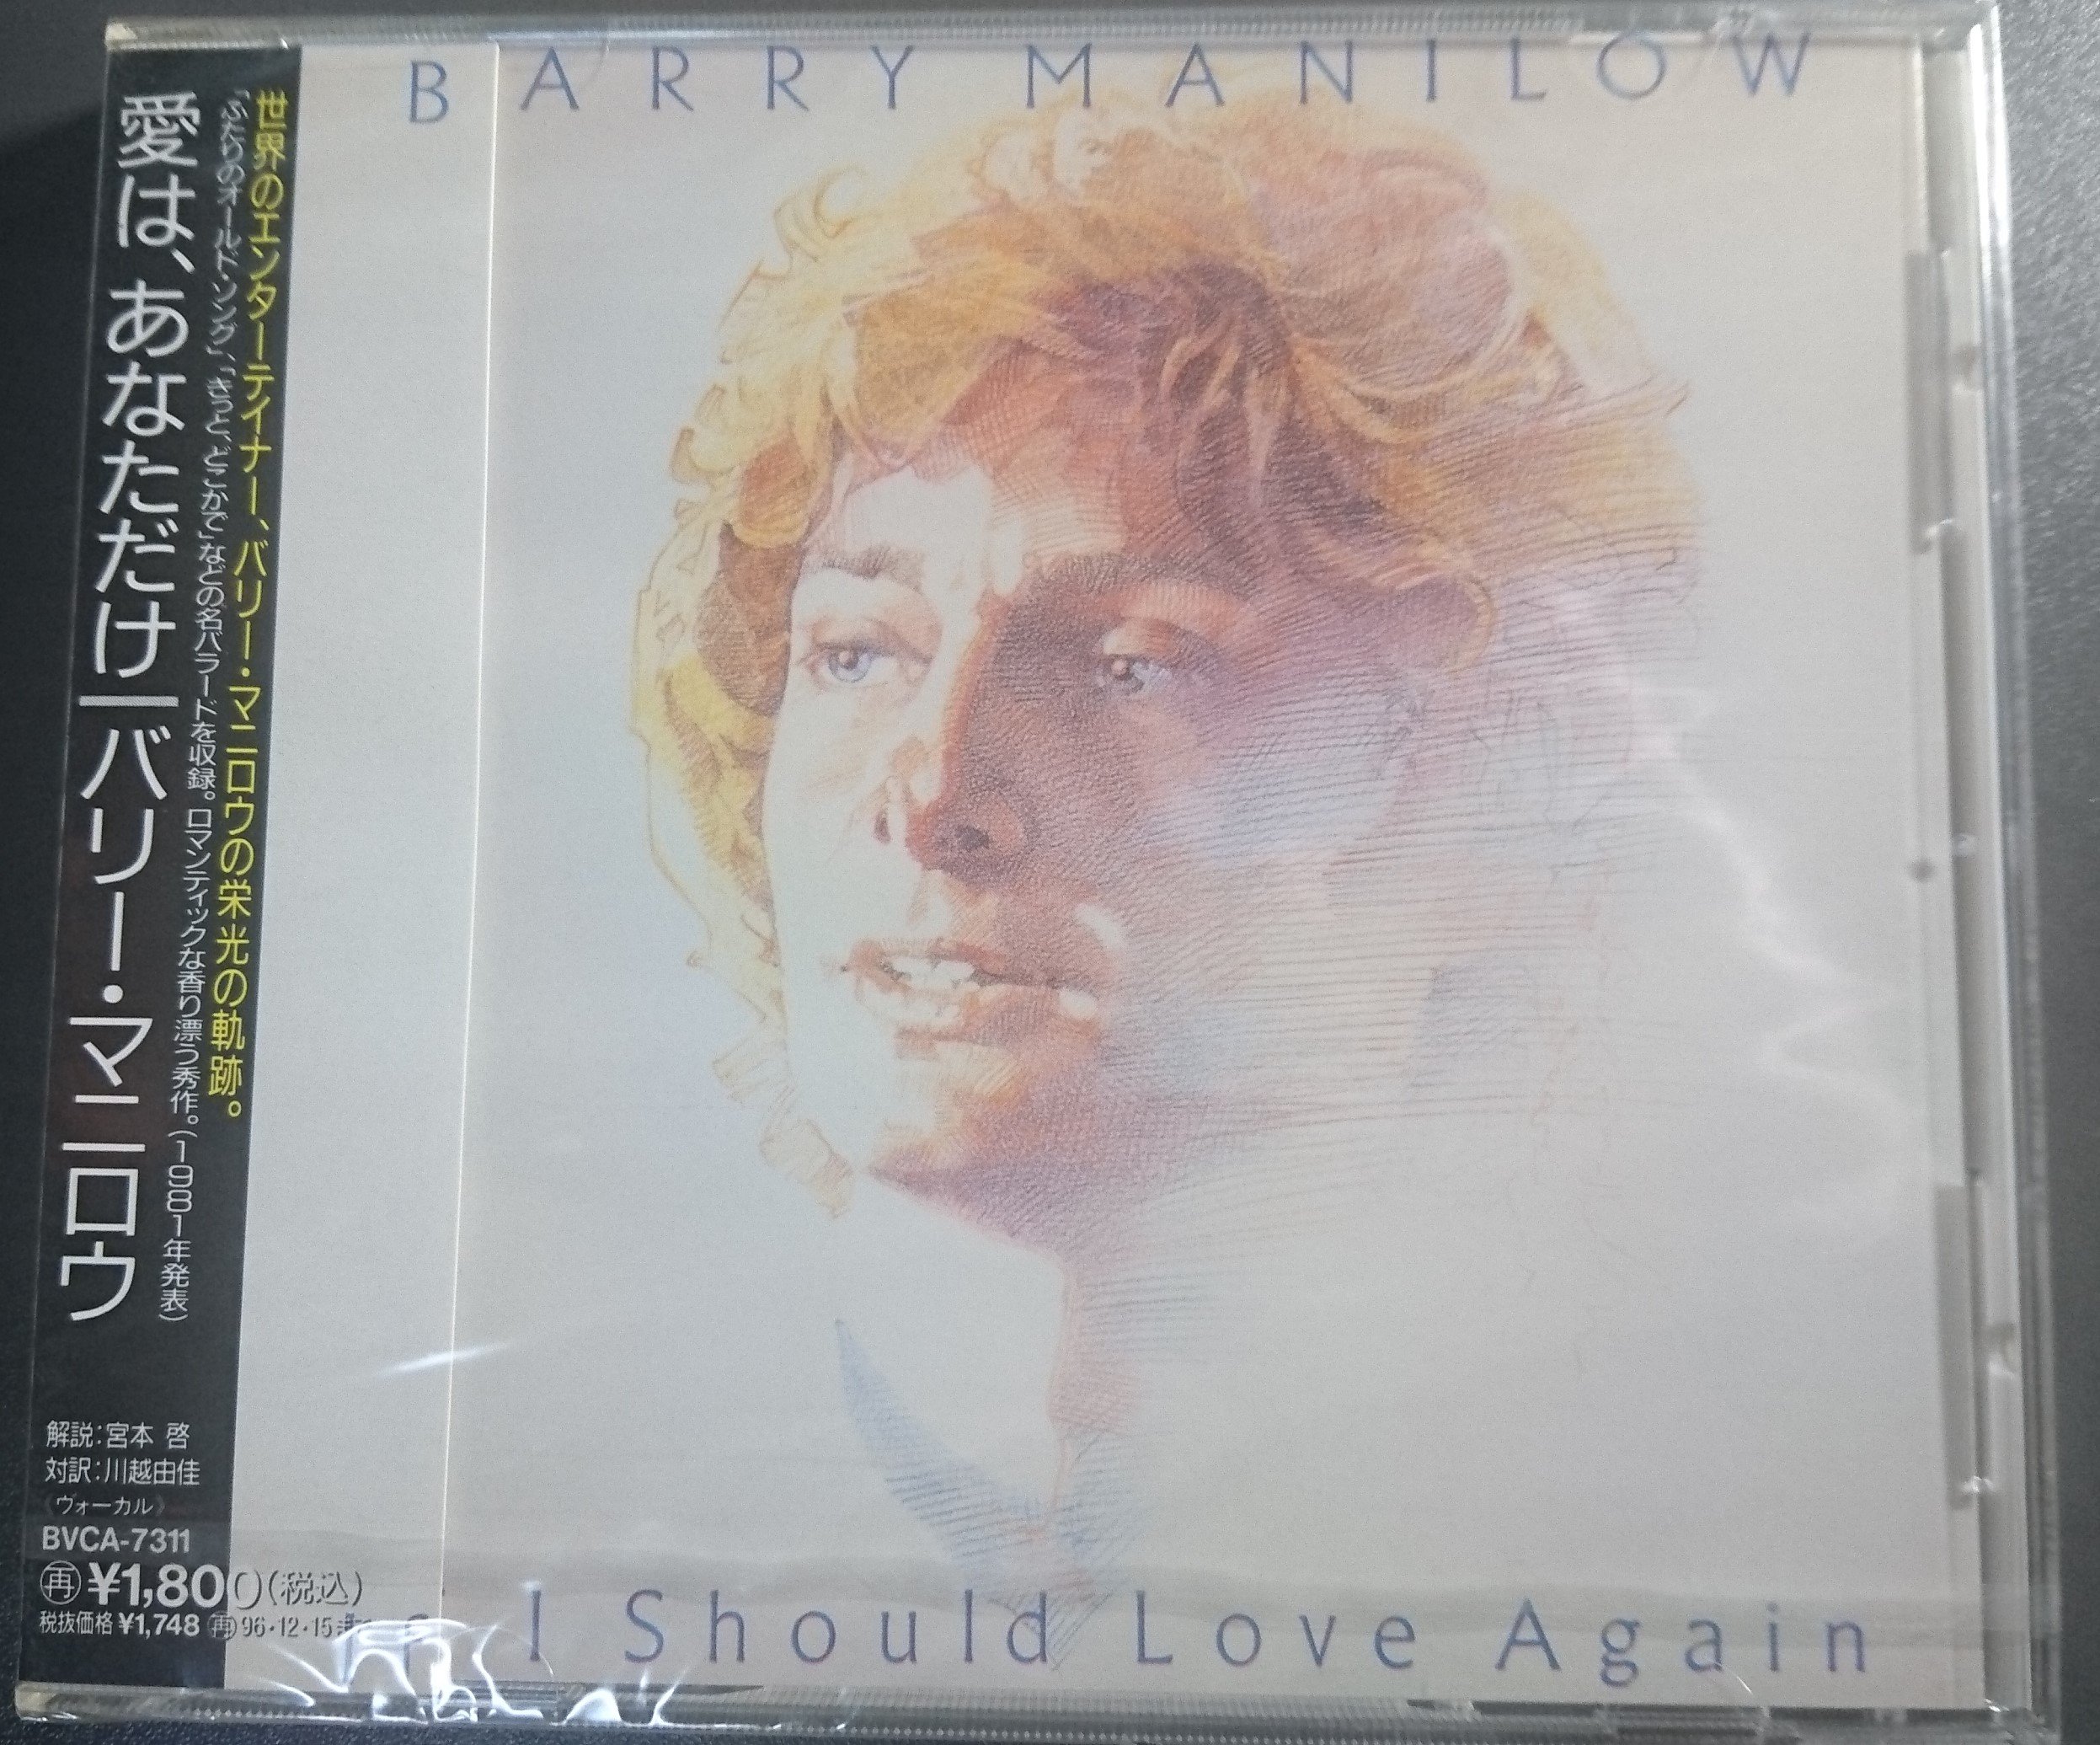 BARRY MANILOW
世界のエンターテイナー、バリー・マニロウの栄光の軌跡。
「ふたりのオールド・ソング」、「きっと、どこかで」などの名バラードを収録。ロマンティックな香り漂う秀作。(1981年発表)
愛は、あなただけ|バリー・マニロウ
解説:宮本 啓
対訳:川越由佳
《ヴォーカル》
BVCA-7311
再 ¥1,800(税込)
税抜価格¥1,748 再96・12・15まで
I Should Love Again